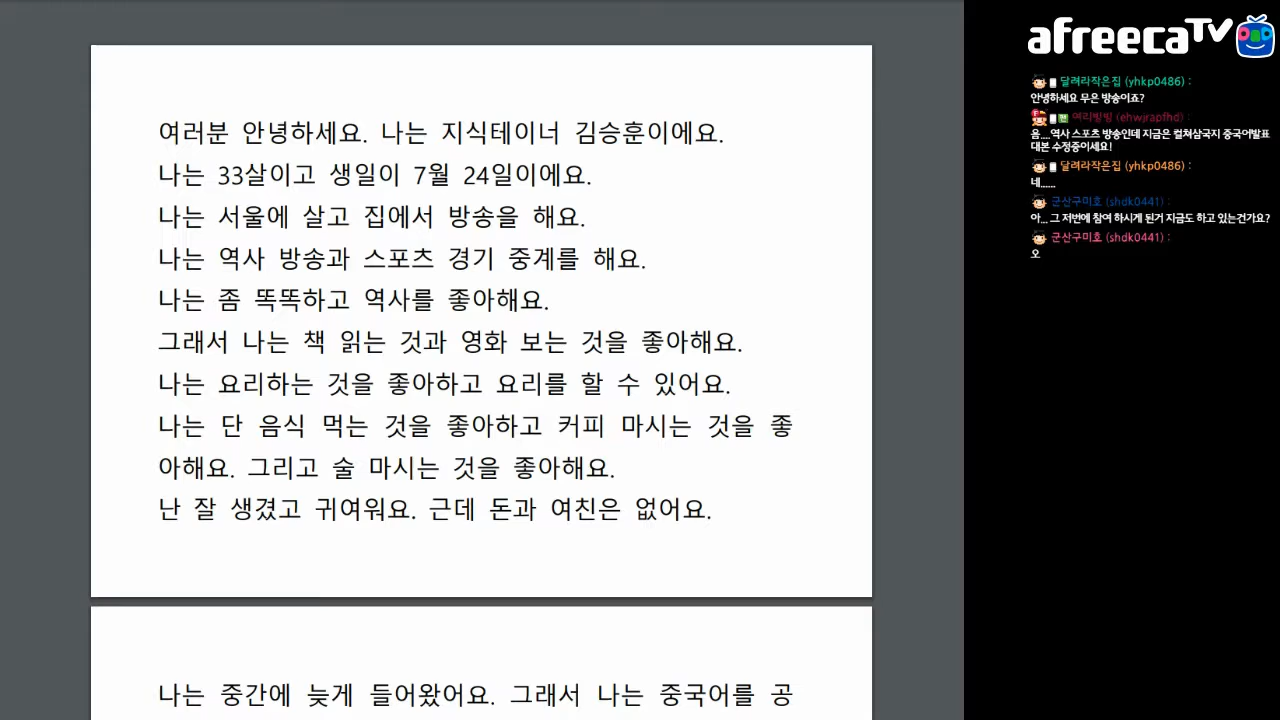 여러분 안녕하세요. 나는 지식테이너 김승훈이에요.
나는 33살이고 생일이 7월 24일이에요.
나는 서울에 살고 집에서 방송을 해요.
나는 역사 방송과 스포츠 경기 중계를 해요.
나는 좀 똑똑하고 역사를 좋아해요.
그래서 나는 책 읽는 것과 영화 보는 것을 좋아해요.
나는 요리하는 것을 좋아하고 요리를 할 수 있어요.
나는 단 음식 먹는 것을 좋아하고 커피 마시는 것을 좋
아해요. 그리고 술 마시는 것을 좋아해요.
난 잘 생겼고 귀여워요. 근데 돈과 여친은 없어요.
나는 중간에 늦게 들어왔어요. 그래서 나는 중국어를 공
afreecaTV
달려라작은집 (yhkp0486) :
안녕하세요 무은 방송이죠?
여리빙빙 (ehwjrapfhd) :
음....역사 스포츠 방송인데 지금은 컬쳐삼국지 중국어발표
대본 수정중이세요!
달려라작은집 (yhkp0486) :
네......
군산구미호 (shdk0441) :
아... 그 저번에 참여 하시게 된거 지금도 하고 있는건가요?
군산구미호 (shdk0441) :
오